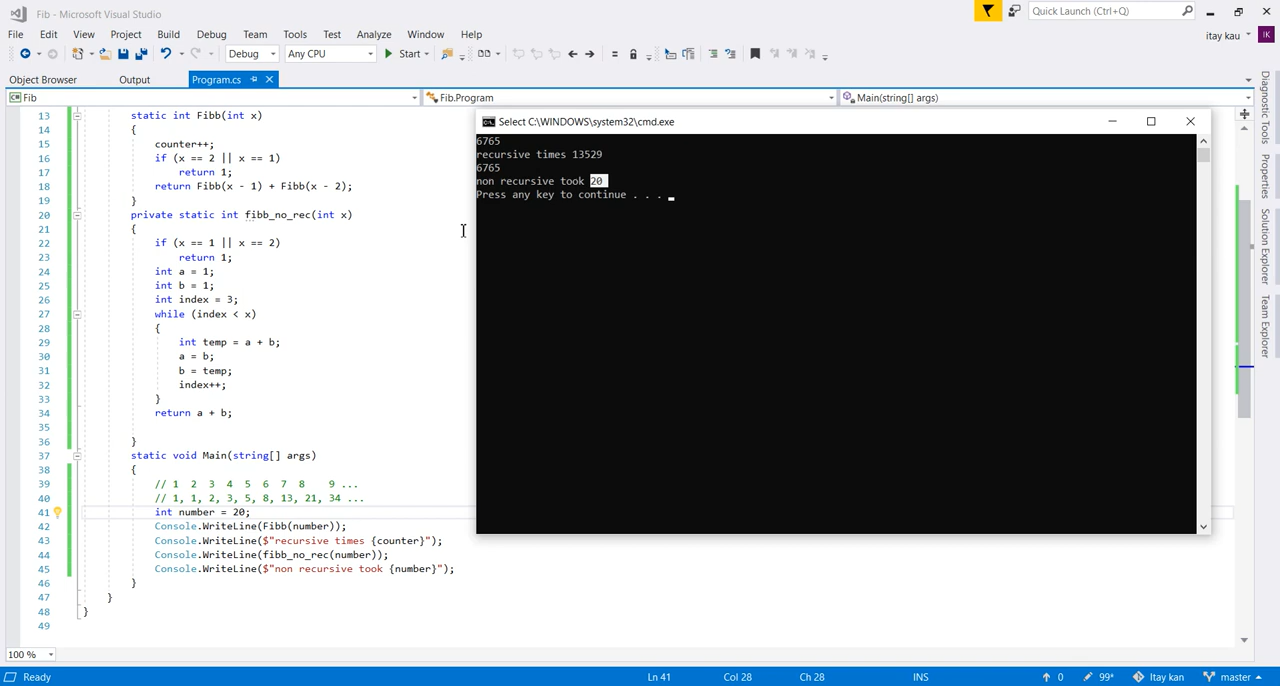 Fib - Microsoft Visual Studio
Quick Launch (Ctrl+Q)
File Edit View Project Build Debug Team Tools Test Analyze Window Help
itay kau IK
Debug Any CPU Start
Object Browser Output Program.cs
Fib Fib.Program Main(string[] args)
13 static int Fibb(int x)
14 {
15 counter++;
16 if (x == 2 || x == 1)
17 return 1;
18 return Fibb(x - 1) + Fibb(x - 2);
19 }
20 private static int fibb_no_rec(int x)
21 {
22 if (x == 1 || x == 2)
23 return 1;
24 int a = 1;
25 int b = 1;
26 int index = 3;
27 while (index < x)
28 {
29 int temp = a + b;
30 a = b;
31 b = temp;
32 index++;
33 }
34 return a + b;
35
36 }
37 static void Main(string[] args)
38 {
39 // 1 2 3 4 5 6 7 8 9 ...
40 // 1, 1, 2, 3, 5, 8, 13, 21, 34 ...
41 int number = 20;
42 Console.WriteLine(Fibb(number));
43 Console.WriteLine($"recursive times {counter}");
44 Console.WriteLine(fibb_no_rec(number));
45 Console.WriteLine($"non recursive took {number}");
46 }
47 }
48 }
49
Select C:\WINDOWS\system32\cmd.exe
6765
recursive times 13529
6765
non recursive took 20
Press any key to continue . . .
Diagnostic Tools
Properties
Solution Explorer
Team Explorer
100 %
Ready Ln 41 Col 28 Ch 28 INS 0 99* Itay kan master